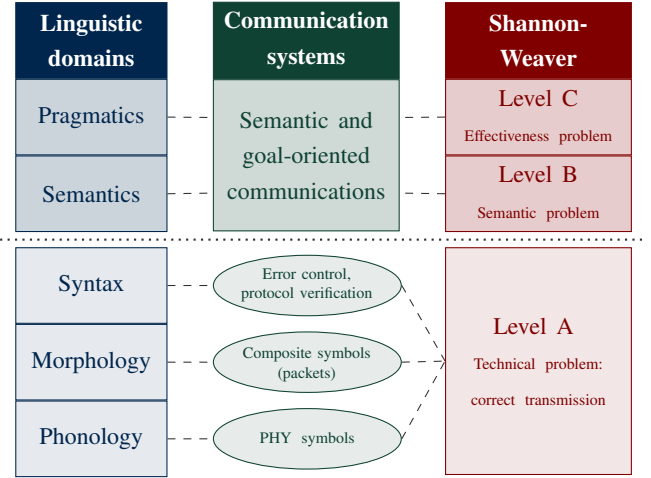 Linguistic
domains
Communication
systems
Shannon-
Weaver
Pragmatics
Semantic and
goal-oriented
communications
Level C
Effectiveness problem
Semantics
Level B
Semantic problem
Syntax
Error control,
protocol verification
Level A
Technical problem:
correct transmission
Morphology
Composite symbols
(packets)
Phonology
PHY symbols